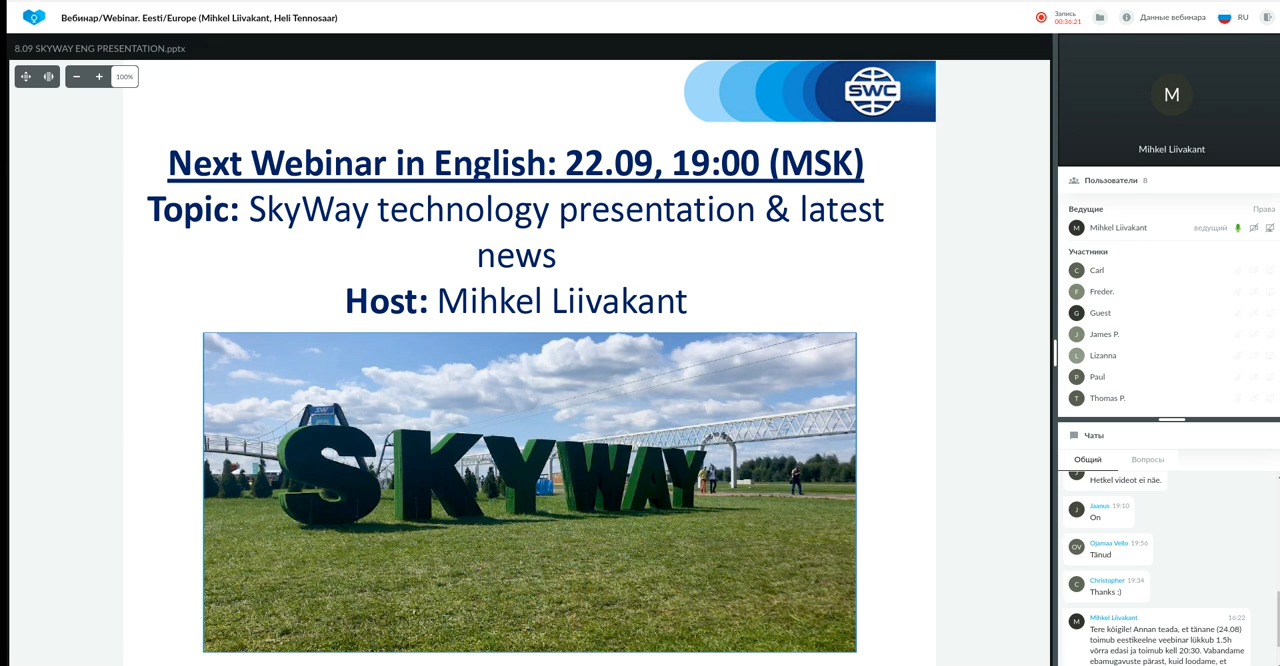 Вебинар/Webinar. Eesti/Europe (Mihkel Liivakant, Heli Tennosaar)
Запись
00:36:21
Данные вебинара
RU
8.09 SKYWAY ENG PRESENTATION.pptx
100%
SWC
Next Webinar in English: 22.09, 19:00 (MSK)
Topic: SkyWay technology presentation & latest
news
Host: Mihkel Liivakant
SW
SKYWAY
M
Mihkel Liivakant
Пользователи 8
Ведущие Права
M Mihkel Liivakant ведущий
Участники
C Carl
F Freder.
G Guest
J James P.
L Lizanna
P Paul
T Thomas P.
Чаты
Общий Вопросы
J Hetkel videot ei näe.
J Jaanus 19:10
On
OV Ojamaa Vello 19:56
Tänud
C Christopher 19:34
Thanks :)
M Mihkel Liivakant 16:22
Tere kõigile! Annan teada, et tänane (24.08)
toimub eestikeelne veebinar lükkub 1.5h
võrra edasi ja toimub kell 20:30. Vabandame
ebamugavuste pärast, kuid loodame, et